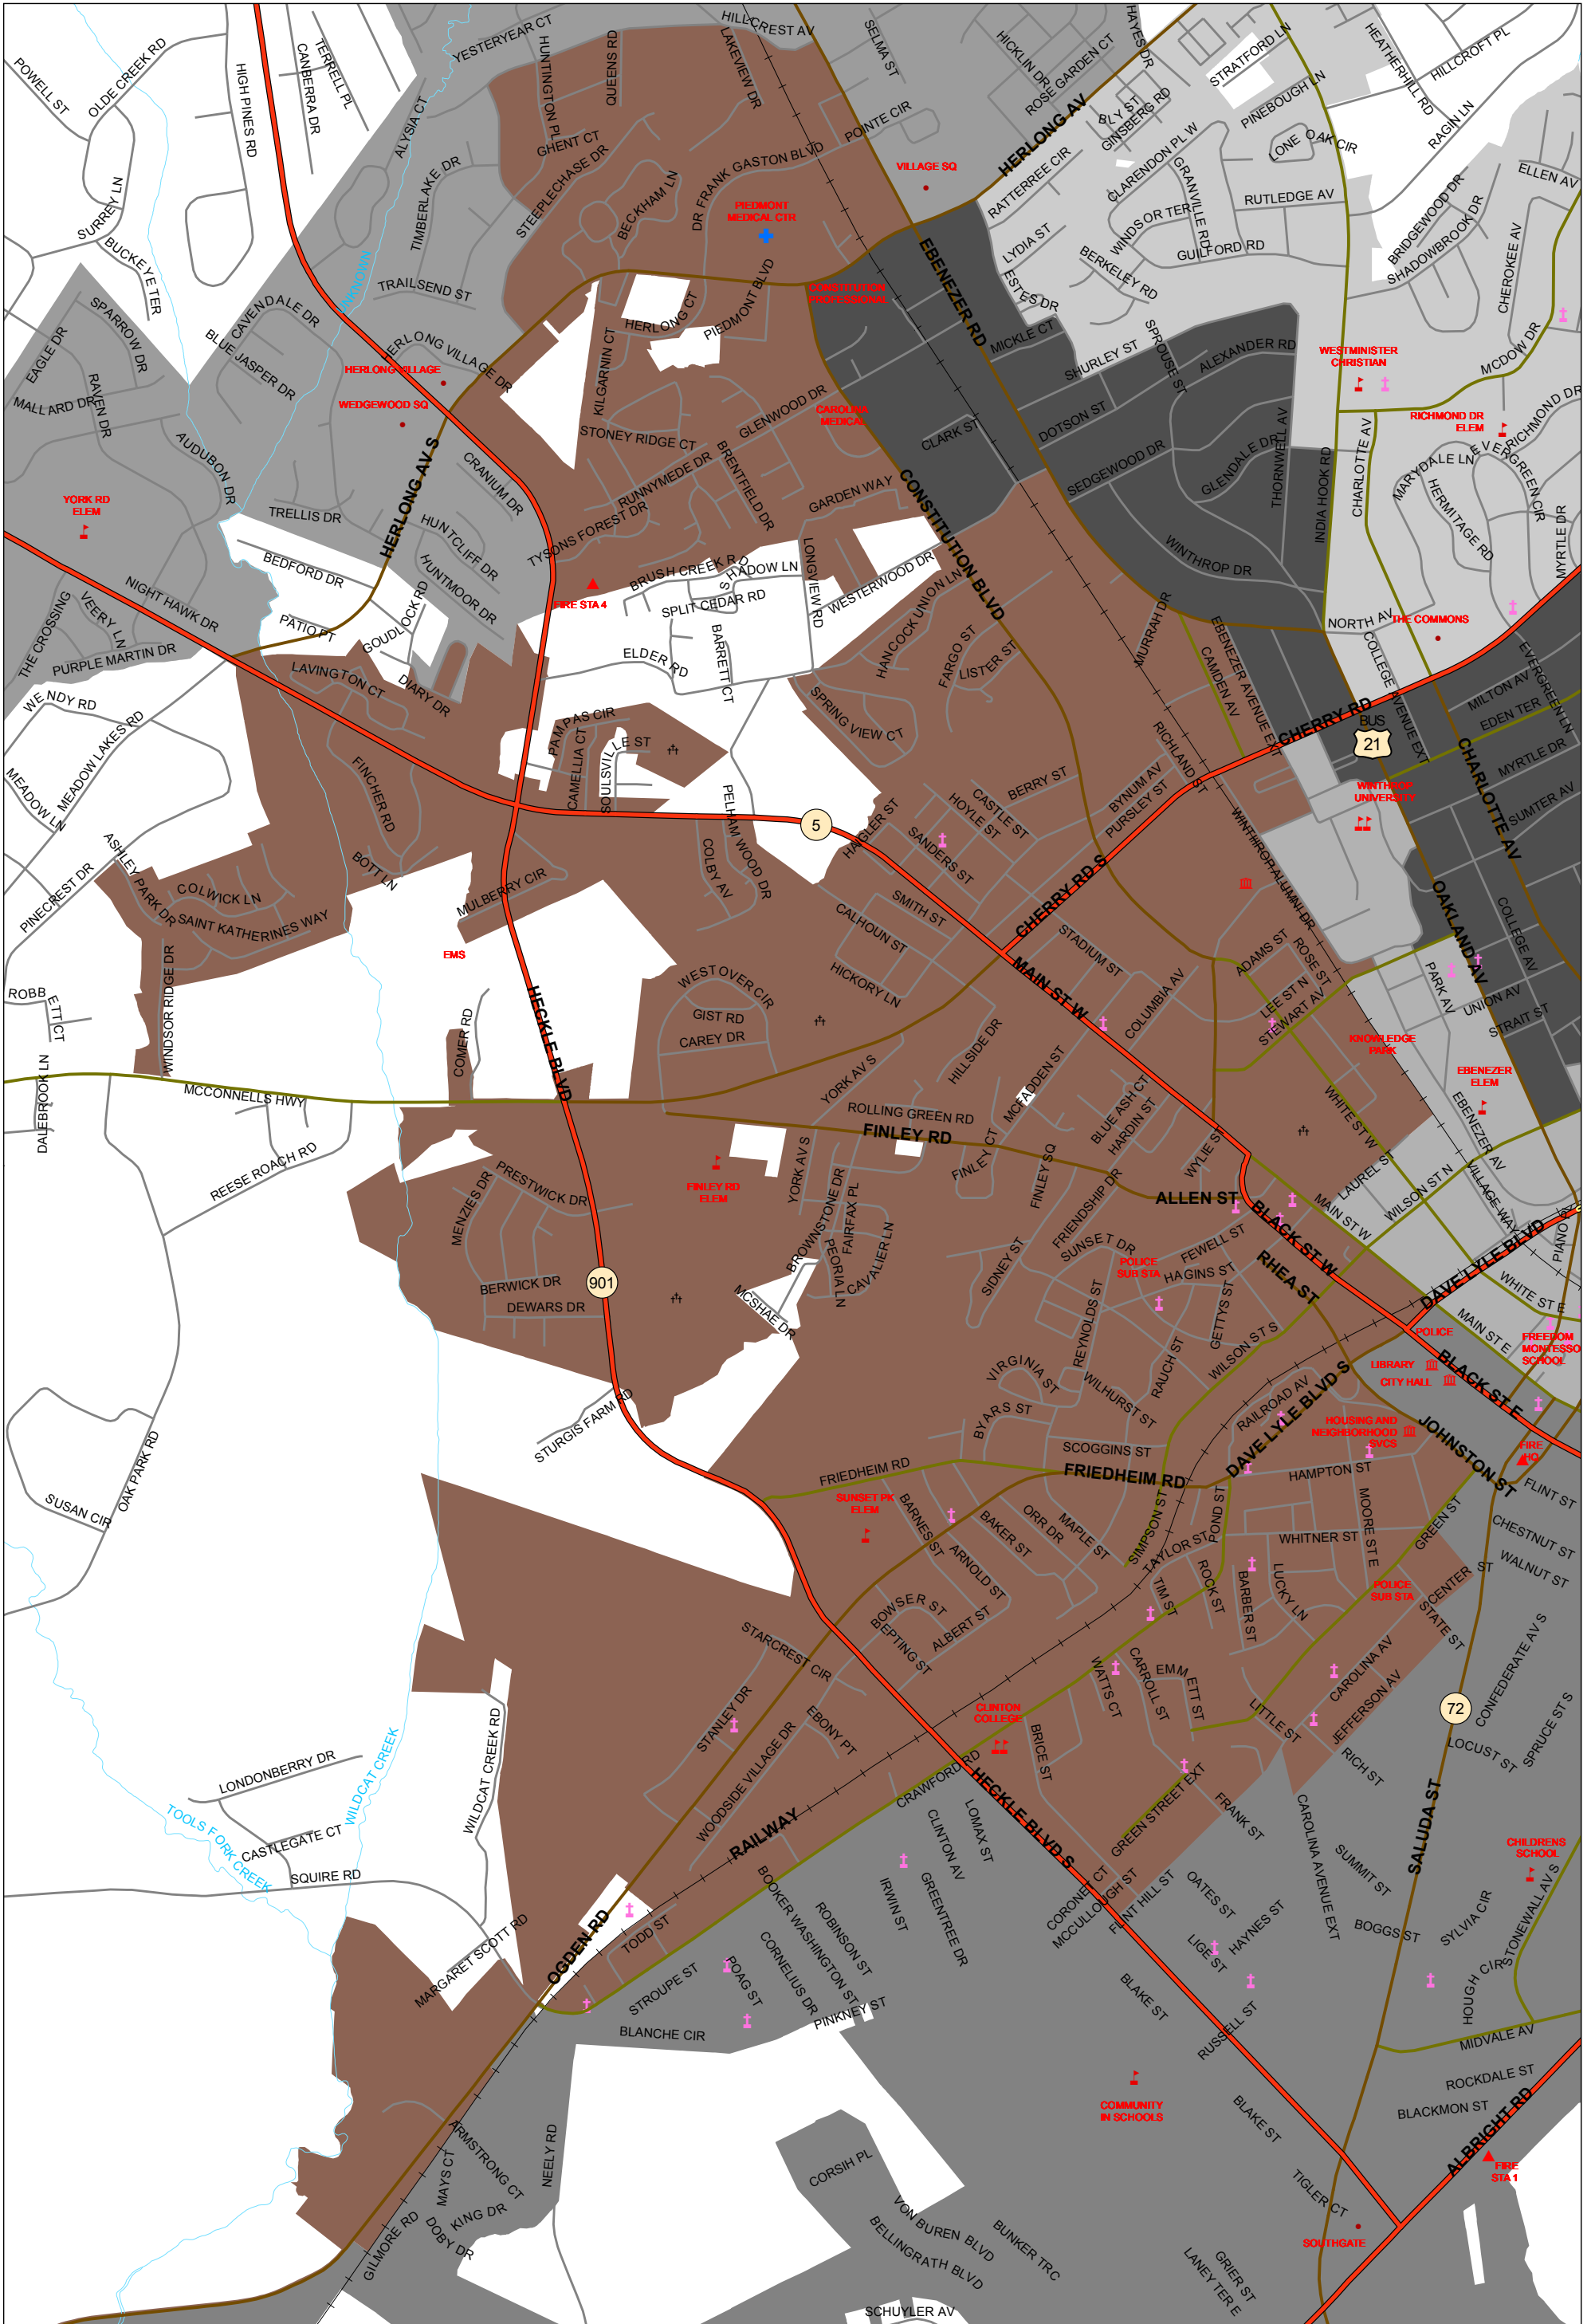 YESTERYEAR CT
HILLCREST AV
POWELL ST
OLDE CREEK RD
HIGH PINES RD
CANBERRA DR
TERRELL PL
ALYSIA CT
HUNTINGTON PL
QUEENS RD
LAKEVIEW DR
SELMA ST
HICKLIN DR
ROSE GARDEN CT
HAYES DR
STRATFORD LN
HEATHERHILL RD
HILLCROFT PL
GHENT CT
STEEPLECHASE DR
DR FRANK GASTON BLVD
POINTE CIR
HERLONG AV
BLY ST
GINSBERG RD
PINEBOUGH LN
LONE OAK CIR
RAGIN LN
SURREY LN
BUCKEYE TER
TIMBERLAKE DR
BECKHAM LN
VILLAGE SQ
PIEDMONT
MEDICAL CTR
RATTERREE CIR
CLARENDON PL W
GRANVILLE RD
WINDSOR TER
RUTLEDGE AV
ELLEN AV
BRIDGEWOOD DR
SHADOWBROOK DR
CHEROKEE AV
LYDIA ST
BERKELEY RD
GUILFORD RD
ESTES DR
UNKNOWN
TRAILSEND ST
EBENEZER RD
CONSTITUTION
PROFESSIONAL
PIEDMONT BLVD
HERLONG CT
MICKLE CT
SHURLEY ST
SPROUSE ST
ALEXANDER RD
WESTMINISTER
CHRISTIAN
MCDOW DR
SPARROW DR
EAGLE DR
CAVENDALE DR
BLUE JASPER DR
HERLONG VILLAGE DR
HERLONG VILLAGE
WEDGEWOOD SQ
MALLARD DR
RAVEN DR
AUDUBON DR
KILGARNIN CT
STONEY RIDGE CT
GLENWOOD DR
CAROLINA
MEDICAL
CLARK ST
DOTSON ST
SEDGEWOOD DR
GLENDALE DR
THORNWELL AV
INDIA HOOK RD
CHARLOTTE AV
RICHMOND DR
ELEM
RICHMOND DR
EVERGREEN CIR
MARYDALE LN
HERMITAGE RD
MYRTLE DR
YORK RD
ELEM
TRELLIS DR
HERLONG AV S
CRANIUM DR
HUNTCLIFF DR
HUNTMOOR DR
RUNNYMEDE DR
BRENTFIELD DR
TYSONS FOREST DR
GARDEN WAY
CONSTITUTION BLVD
WINTHROP DR
NIGHT HAWK DR
BEDFORD DR
PATIO PT
GOUDLOCK RD
FIRE STA 4
BRUSH CREEK RD
SHADOW LN
SPLIT CEDAR RD
LONGVIEW RD
WESTERWOOD DR
HANCOCK UNION LN
MURRAH DR
NORTH AV
THE COMMONS
THE CROSSING
VEERY LN
PURPLE MARTIN DR
LAVINGTON CT
DIARY DR
ELDER RD
BARRETT CT
FARGO ST
LISTER ST
CAMDEN AV
EBENEZER AVENUE EXT
COLLEGE AVENUE EXT
EVERGREEN LN
MILTON AV
EDEN TER
WENDY RD
MEADOW LAKES RD
MEADOW LN
PAMPAS CIR
CAMELLIA CT
SOULSVILLE ST
SPRING VIEW CT
RICHLAND ST
CHERRY RD
BUS
21
CHARLOTTE AV
MYRTLE DR
SUMTER AV
FINCHER RD
PELHAM WOOD DR
5
HAIGLER ST
BERRY ST
CASTLE ST
HOYLE ST
SANDERS ST
BYNUM AV
PURSLEY ST
WINTHROP
UNIVERSITY
WINTHROP ALUMNI DR
PINECREST DR
ASHLEY PARK DR
COLWICK LN
SAINT KATHERINES WAY
BOTT LN
MULBERRY CIR
COLBY AV
SMITH ST
CALHOUN ST
CHERRY RD S
STADIUM ST
MAIN ST W
ADAMS ST
ROSE ST
OAKLAND AV
COLLEGE AV
PARK AV
UNION AV
STRAIT ST
EMS
WINDSOR RIDGE DR
ROBBETT CT
HECKLE BLVD
COMER RD
WESTOVER CIR
GIST RD
CAREY DR
HICKORY LN
HILLSIDE DR
COLUMBIA AV
LEE ST N
STEWART AV
KNOWLEDGE
PARK
EBENEZER
ELEM
EBENEZER AV
DALEBROOK LN
MCCONNELLS HWY
REESE ROACH RD
YORK AV S
ROLLING GREEN RD
FINLEY RD
MCFADDEN ST
BLUE ASH CT
HARDIN ST
WHITE ST W
LAUREL ST
FINLEY RD
ELEM
YORK AV S
FINLEY CT
FINLEY SQ
FRIENDSHIP DR
WYLIE ST
ALLEN ST
MAIN ST W
WILSON ST N
VILLAGE WAY
PIANO ST
MENZIES DR
PRESTWICK DR
BROWNSTONE DR
FAIRFAX PL
PEORIA LN
CAVALIER LN
SIDNEY ST
SUNSET DR
POLICE
SUB STA
FEWELL ST
HAGINS ST
BLACK ST W
RHEA ST
DAVE LYLE BLVD
BERWICK DR
DEWARS DR
901
MCSHAE DR
REYNOLDS ST
GETTYS ST
WHITE ST E
MAIN ST E
POLICE
FREEDOM
MONTESSO
SCHOOL
VIRGINIA ST
WILHURST ST
RAUCH ST
WILSON ST S
LIBRARY
CITY HALL
BLACK ST E
STURGIS FARM RD
BYARS ST
RAILROAD AV
DAVE LYLE BLVD S
HOUSING AND
NEIGHBORHOOD
SVCS
JOHNSTON ST
FIRE
HQ
OAK PARK RD
SUSAN CIR
SCOGGINS ST
FRIEDHEIM RD
FRIEDHEIM RD
HAMPTON ST
FLINT ST
SUNSET PK
ELEM
BARNES ST
BAKER ST
ORR DR
MAPLE ST
SIMPSON ST
POND ST
WHITNER ST
MOORE ST E
GREEN ST
CHESTNUT ST
WALNUT ST
ARNOLD ST
TAYLOR ST
ROCK ST
BARBER ST
LUCKY LN
POLICE
SUB STA
CENTER ST
STATE ST
TIM ST
BOWSER ST
BEPTING ST
ALBERT ST
STARCREST CIR
STANLEY DR
EBONY PT
WOODSIDE VILLAGE DR
WATTS CT
CARROLL ST
EMMETT ST
CAROLINA AV
JEFFERSON AV
CONFEDERATE AV S
72
LITTLE ST
RICH ST
LOCUST ST
SPRUCE ST S
CLINTON
COLLEGE
BRICE ST
WILDCAT CREEK RD
WILDCAT CREEK
LONDONBERRY DR
TOOLS FORK CREEK
CASTLEGATE CT
SQUIRE RD
CRAWFORD RD
RAILWAY
HECKLE BLVD S
GREEN STREET EXT
FRANK ST
CAROLINA AVENUE EXT
SALUDA ST
SUMMIT ST
CHILDRENS
SCHOOL
CLINTON AV
LOMAX ST
IRWIN ST
GREENTREE DR
CORONET CT
MCCULLOUGH ST
FLINT HILL ST
OATES ST
HAYNES ST
LIGE ST
BOGGS ST
SYLVIA CIR
STONEWALL AV S
HOUGH CIR
MARGARET SCOTT RD
OGDEN RD
TODD ST
STROUPE ST
POAG ST
BOOKER WASHINGTON ST
ROBINSON ST
CORNELIUS DR
PINKNEY ST
BLANCHE CIR
BLAKE ST
RUSSELL ST
MIDVALE AV
ROCKDALE ST
BLACKMON ST
COMMUNITY
IN SCHOOLS
BLAKE ST
ALBRIGHT RD
FIRE
STA 1
ARMSTRONG CT
MAYS CT
NEELY RD
KING DR
DOBY DR
GILMORE RD
CORSIH PL
VON BUREN BLVD
BELLINGRATH BLVD
BUNKER TRC
TIGLER CT
SOUTHGATE
GRIER ST
LANEY TER E
SCHUYLER AV